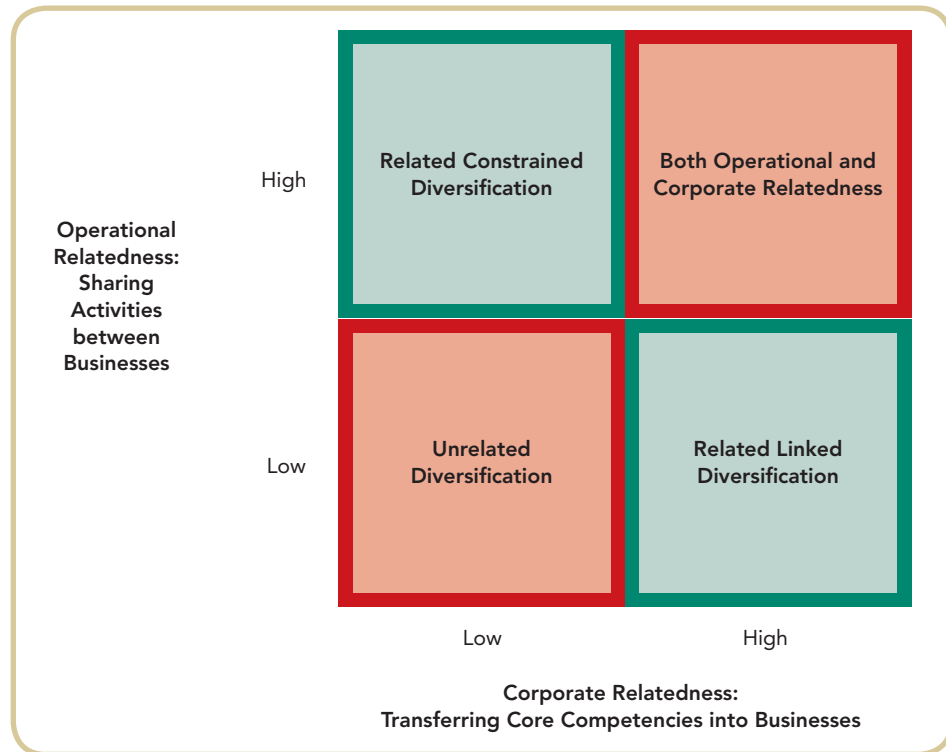 Related Constrained
Diversification
Both Operational and
Corporate Relatedness
High
Operational
Relatedness:
Sharing
Activities
between
Businesses
Unrelated
Diversification
Related Linked
Diversification
Low
Low
High
Corporate Relatedness:
Transferring Core Competencies into Businesses